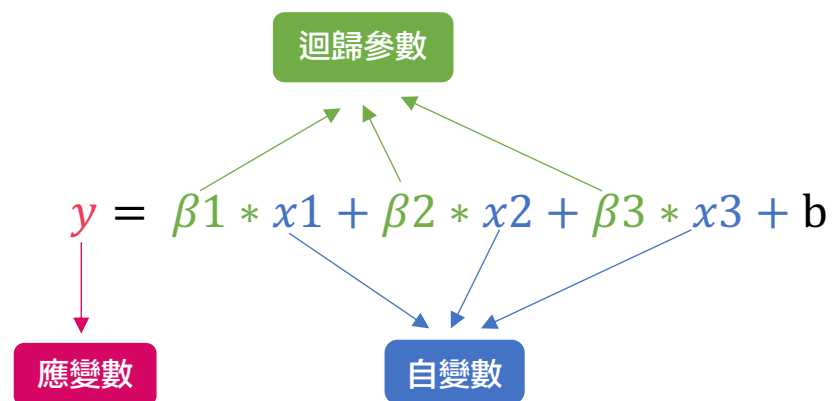 迴歸參數
y = β1 * x1 + β2 * x2 + β3 * x3 + b
應變數
自變數